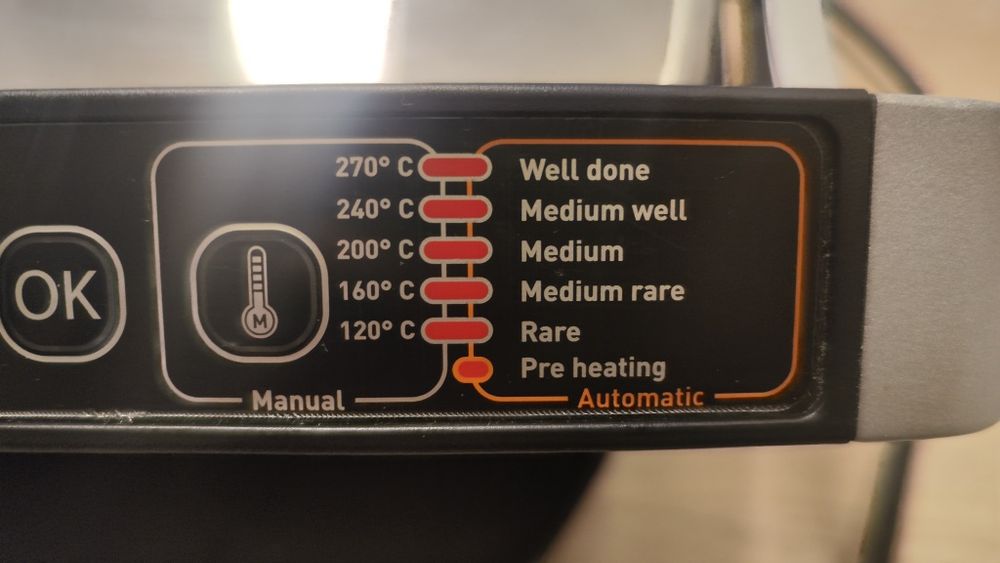 OK
M
Manual
270° C Well done
240° C Medium well
200° C Medium
160° C Medium rare
120° C Rare
Pre heating
Automatic